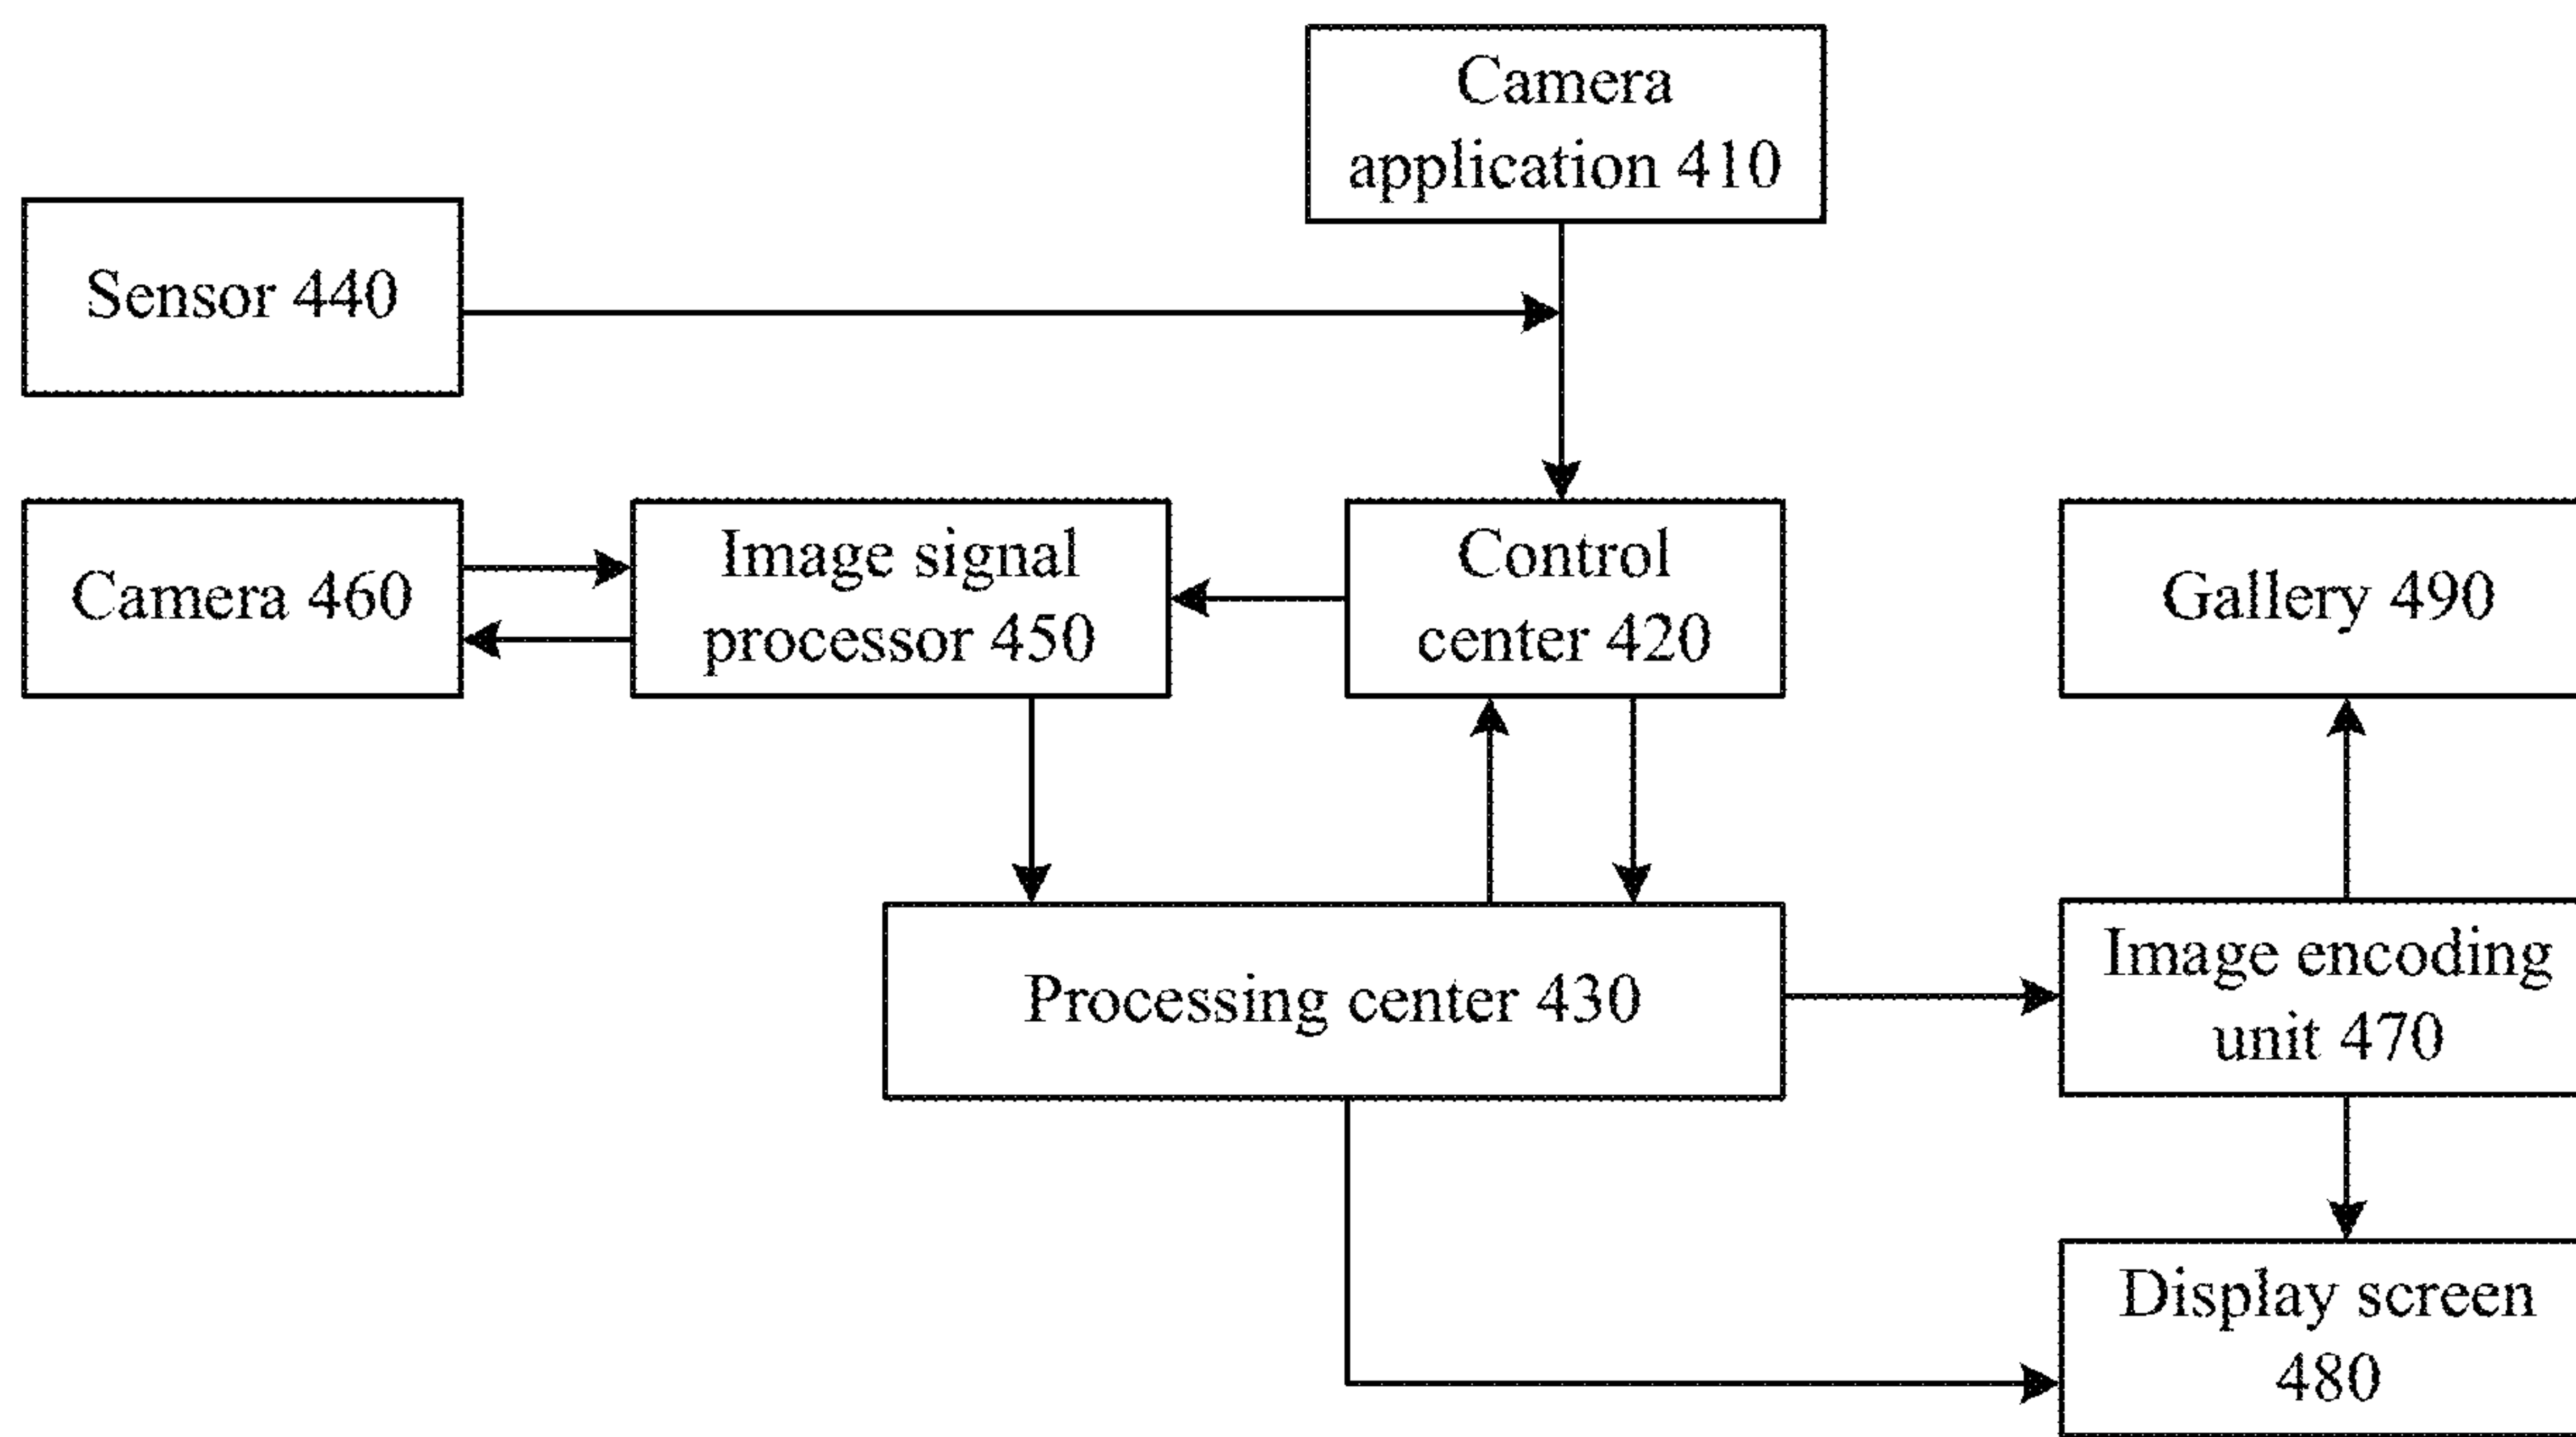 Camera
application 410
Sensor 440
Camera 460
Image signal
processor 450
Control
center 420
Gallery 490
Processing center 430
Image encoding
unit 470
Display screen
480